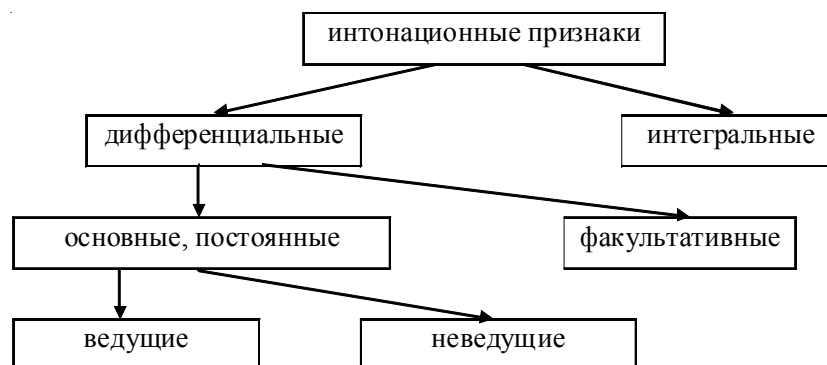 интонационные признаки
дифференциальные
интегральные
основные, постоянные
факультативные
ведущие
неведущие